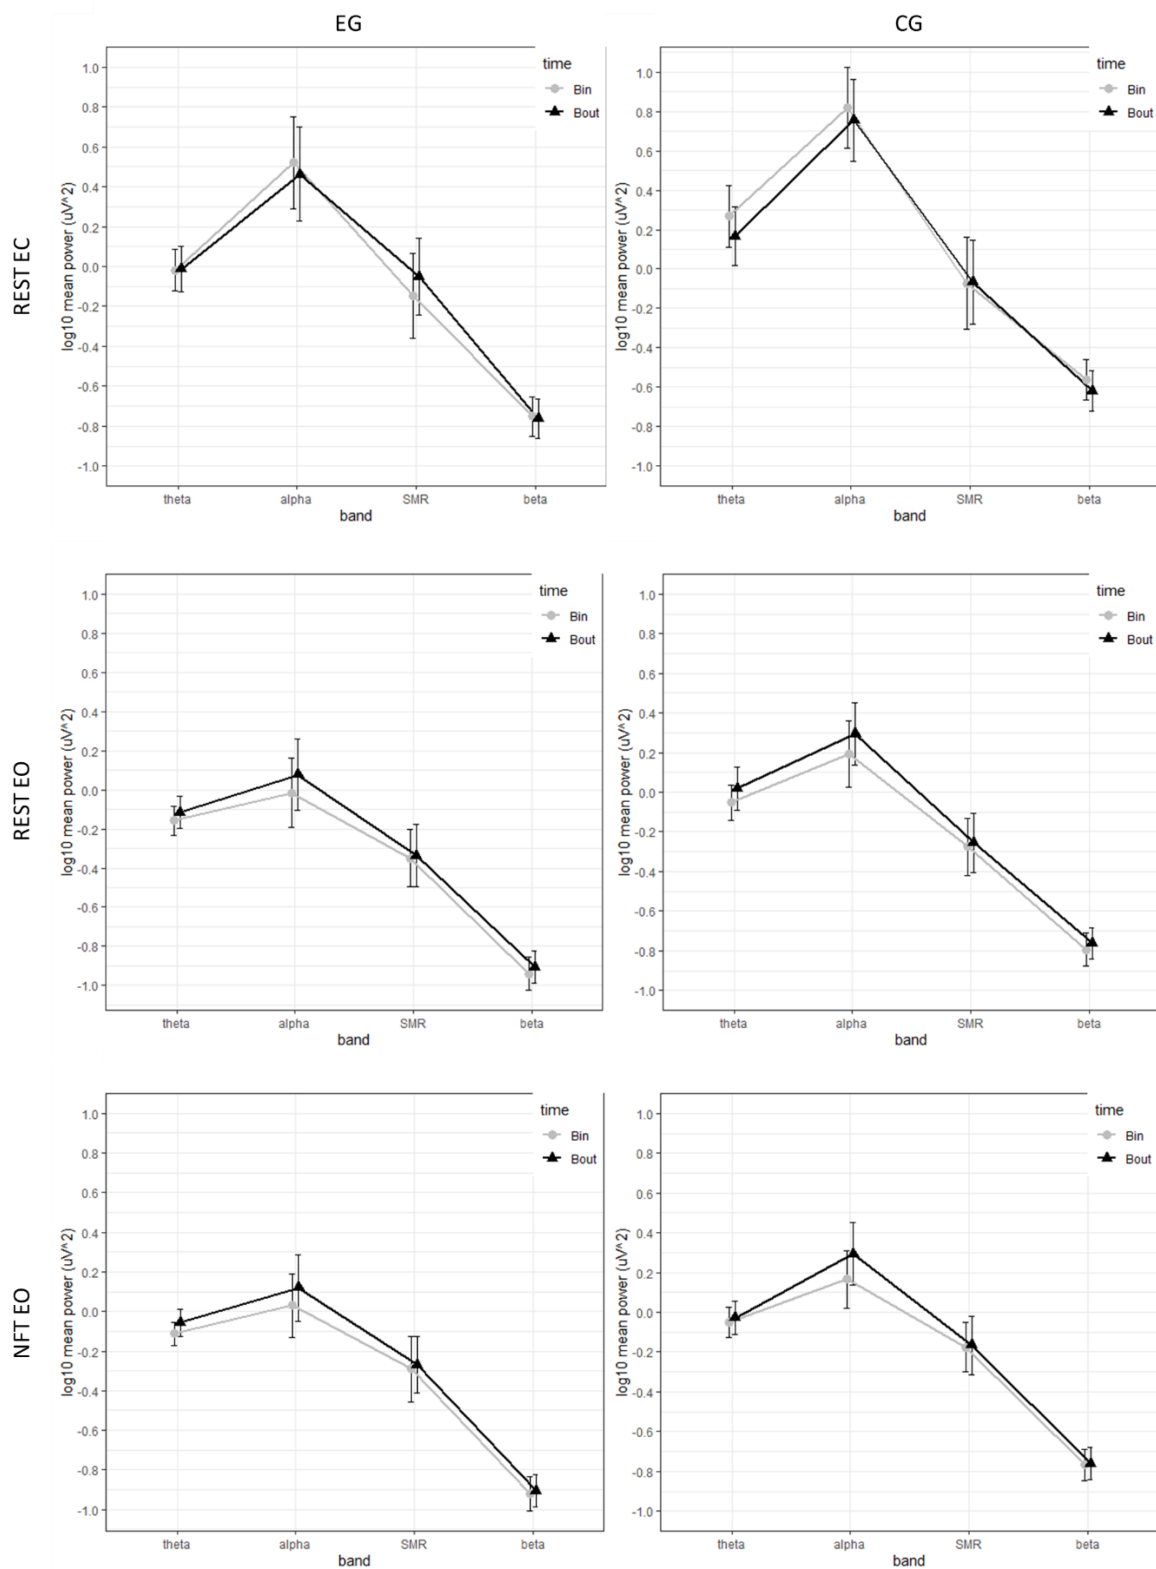 EG
CG
REST EC
time
Bin
Bout
log10 mean power (uV^2)
1.0
0.8
0.6
0.4
0.2
0.0
-0.2
-0.4
-0.6
-0.8
-1.0
theta alpha SMR beta
band
time
Bin
Bout
log10 mean power (uV^2)
1.0
0.8
0.6
0.4
0.2
0.0
-0.2
-0.4
-0.6
-0.8
-1.0
theta alpha SMR beta
band
REST EO
time
Bin
Bout
log10 mean power (uV^2)
1.0
0.8
0.6
0.4
0.2
0.0
-0.2
-0.4
-0.6
-0.8
-1.0
theta alpha SMR beta
band
time
Bin
Bout
log10 mean power (uV^2)
1.0
0.8
0.6
0.4
0.2
0.0
-0.2
-0.4
-0.6
-0.8
-1.0
theta alpha SMR beta
band
NFT EO
time
Bin
Bout
log10 mean power (uV^2)
1.0
0.8
0.6
0.4
0.2
0.0
-0.2
-0.4
-0.6
-0.8
-1.0
theta alpha SMR beta
band
time
Bin
Bout
log10 mean power (uV^2)
1.0
0.8
0.6
0.4
0.2
0.0
-0.2
-0.4
-0.6
-0.8
-1.0
theta alpha SMR beta
band